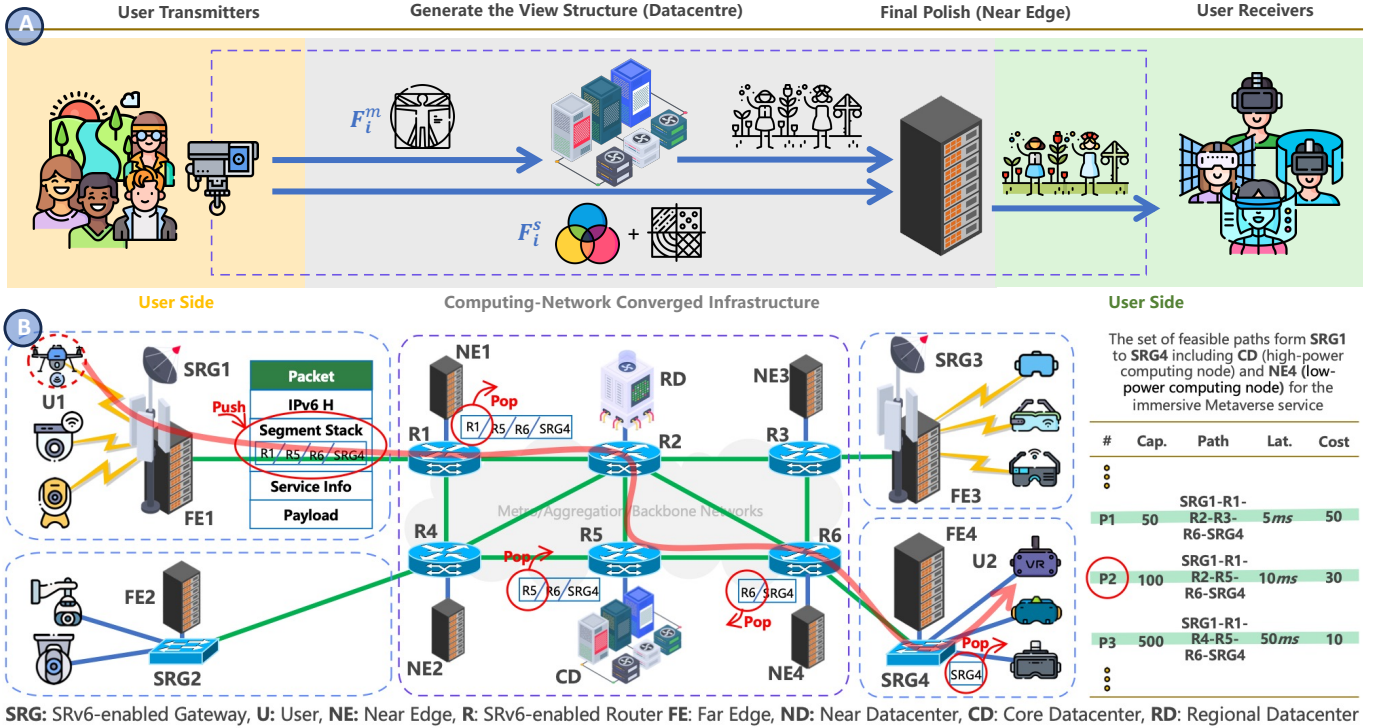 User Transmitters
Generate the View Structure (Datacentre)
Final Polish (Near Edge)
User Receivers
A
F_i^m
F_i^s
+
User Side
Computing-Network Converged Infrastructure
User Side
B
U1
SRG1
FE1
Push
Packet
IPv6 H
Segment Stack
R1/R5/R6/SRG4
Service Info
Payload
FE2
SRG2
NE1
Pop
R1/R5/R6/SRG4
RD
NE3
R1
R2
R3
Metro/Aggregation/Backbone Networks
R4
R5
R6
Pop
R5/R6/SRG4
R6/SRG4
Pop
NE2
CD
NE4
SRG3
FE3
FE4
U2
VR
SRG4
Pop
SRG4
The set of feasible paths form SRG1
to SRG4 including CD (high-power
computing node) and NE4 (low-
power computing node) for the
immersive Metaverse service
# Cap. Path Lat. Cost
P1 50 SRG1-R1-
R2-R3-
R6-SRG4 5ms 50
P2 100 SRG1-R1-
R2-R5-
R6-SRG4 10ms 30
P3 500 SRG1-R1-
R4-R5-
R6-SRG4 50ms 10
SRG: SRv6-enabled Gateway, U: User, NE: Near Edge, R: SRv6-enabled Router FE: Far Edge, ND: Near Datacenter, CD: Core Datacenter, RD: Regional Datacenter